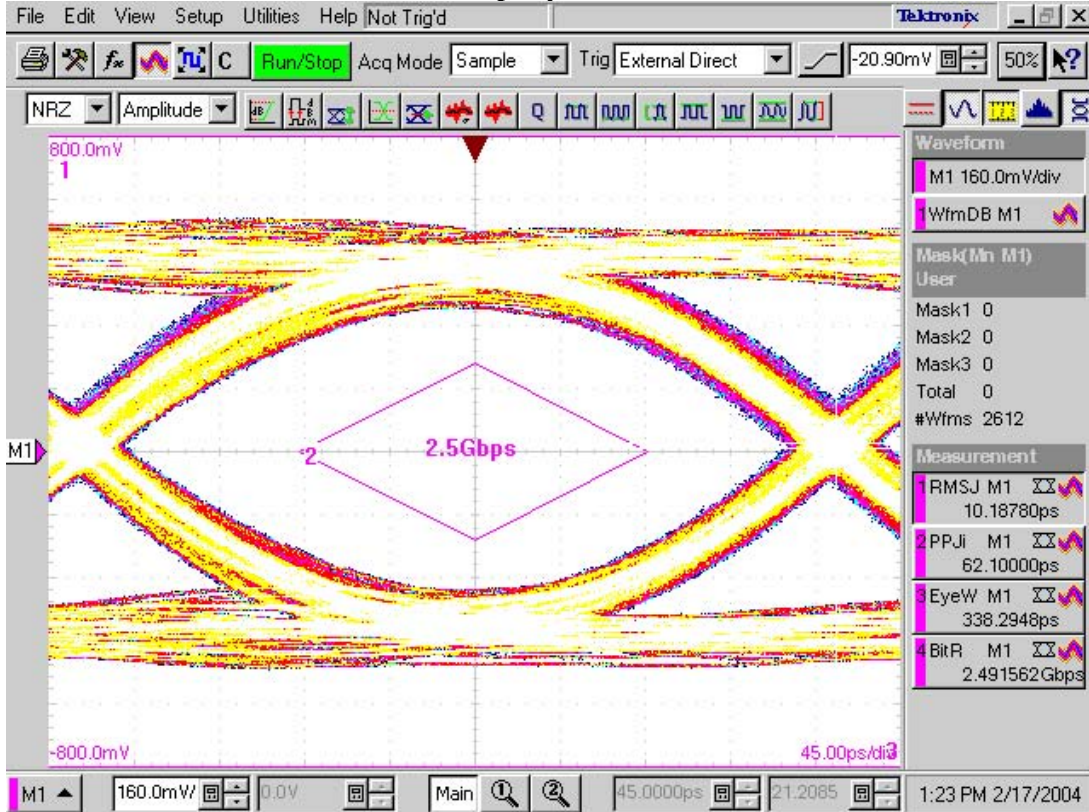 File Edit View Setup Utilities Help Not Trig'd Tektronix
C Run/Stop Acq Mode Sample Trig External Direct -20.90mV 50%
NRZ Amplitude Q
800.0mV
1
Waveform
M1 160.0mV/div
1 WfmDB M1
Mask(Mn M1)
User
Mask1 0
Mask2 0
Mask3 0
Total 0
#Wfms 2612
M1
2
2.5Gbps
Measurement
1 RMSJ M1
10.18780ps
2 PPJi M1
62.10000ps
3 EyeW M1
338.2948ps
4 BitR M1
2.491562Gbps
-800.0mV
45.00ps/div
3
M1 160.0mV/ 0.0V Main 1 2 45.0000ps 21.2085 1:23 PM 2/17/2004